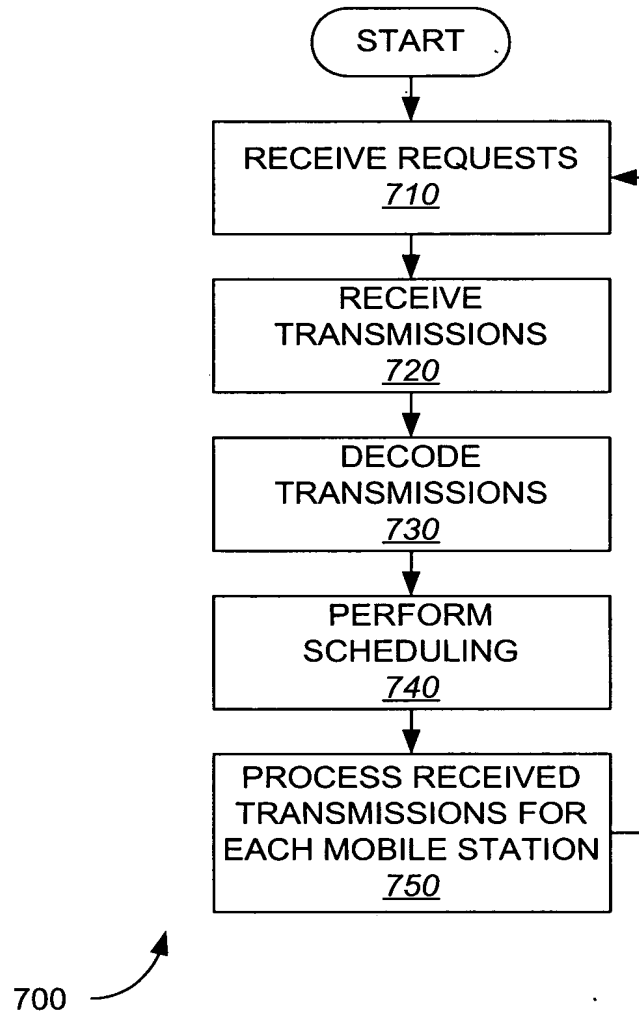 START
RECEIVE REQUESTS
710
RECEIVE
TRANSMISSIONS
720
DECODE
TRANSMISSIONS
730
PERFORM
SCHEDULING
740
PROCESS RECEIVED
TRANSMISSIONS FOR
EACH MOBILE STATION
750
700